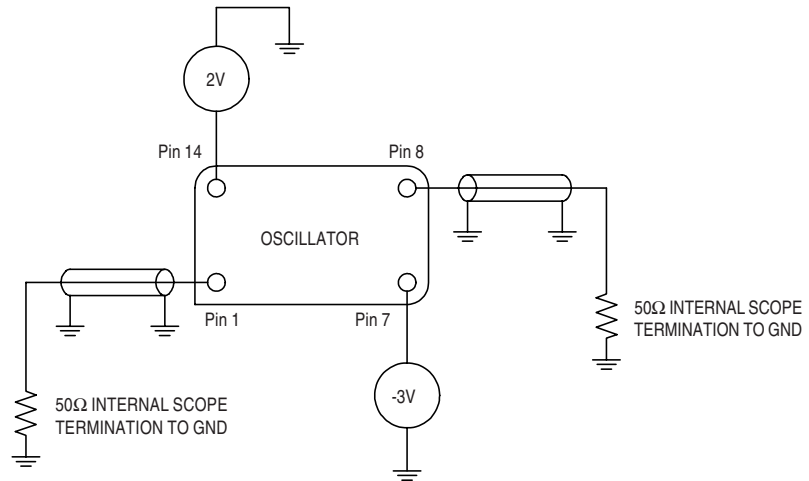 2V
Pin 14
Pin 8
OSCILLATOR
Pin 1
Pin 7
50Ω INTERNAL SCOPE
TERMINATION TO GND
-3V
50Ω INTERNAL SCOPE
TERMINATION TO GND